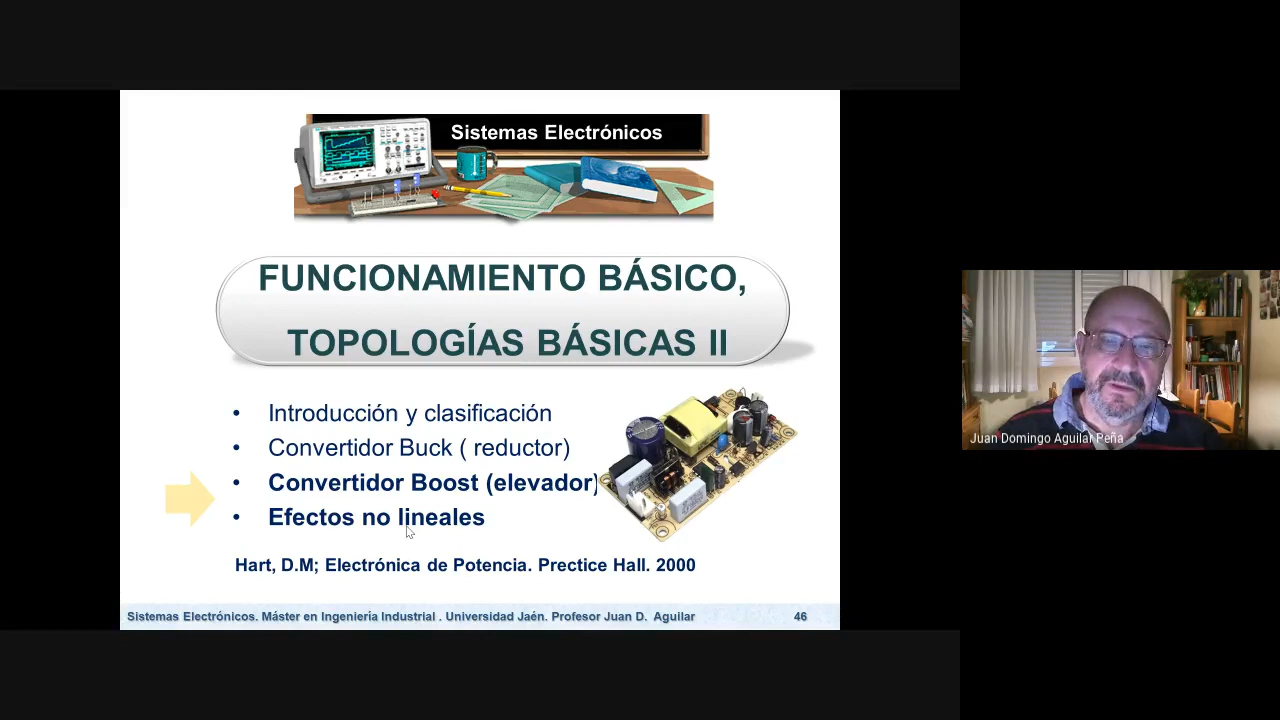 Sistemas Electrónicos
FUNCIONAMIENTO BÁSICO,
TOPOLOGÍAS BÁSICAS II
• Introducción y clasificación
• Convertidor Buck ( reductor)
• Convertidor Boost (elevador)
• Efectos no lineales
Hart, D.M; Electrónica de Potencia. Prectice Hall. 2000
Sistemas Electrónicos. Máster en Ingeniería Industrial . Universidad Jaén. Profesor Juan D. Aguilar 46
Juan Domingo Aguilar Peña